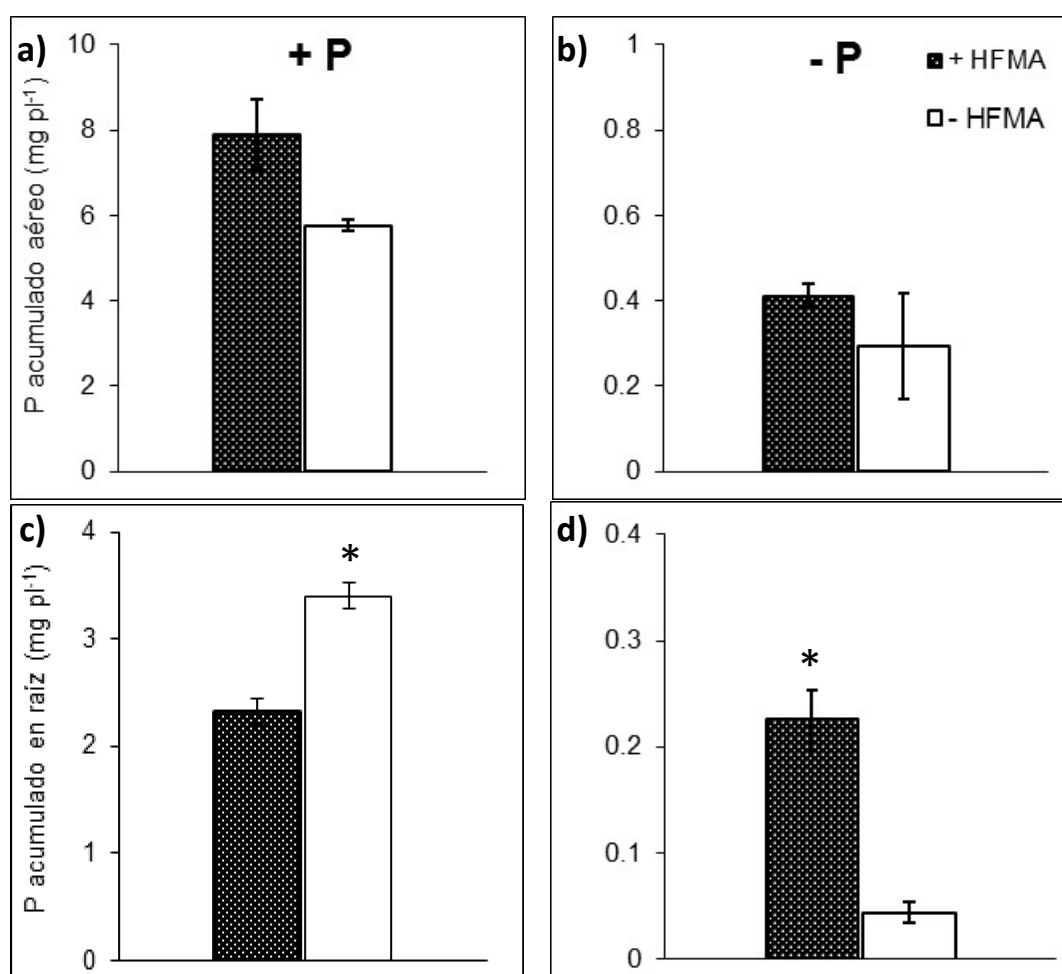 a)
+ P
P acumulado aéreo (mg pl-1)
10
8
6
4
2
0
b)
- P
+ HFMA
- HFMA
1
0.8
0.6
0.4
0.2
0
c)
*
P acumulado en raíz (mg pl-1)
4
3
2
1
0
d)
*
0.4
0.3
0.2
0.1
0